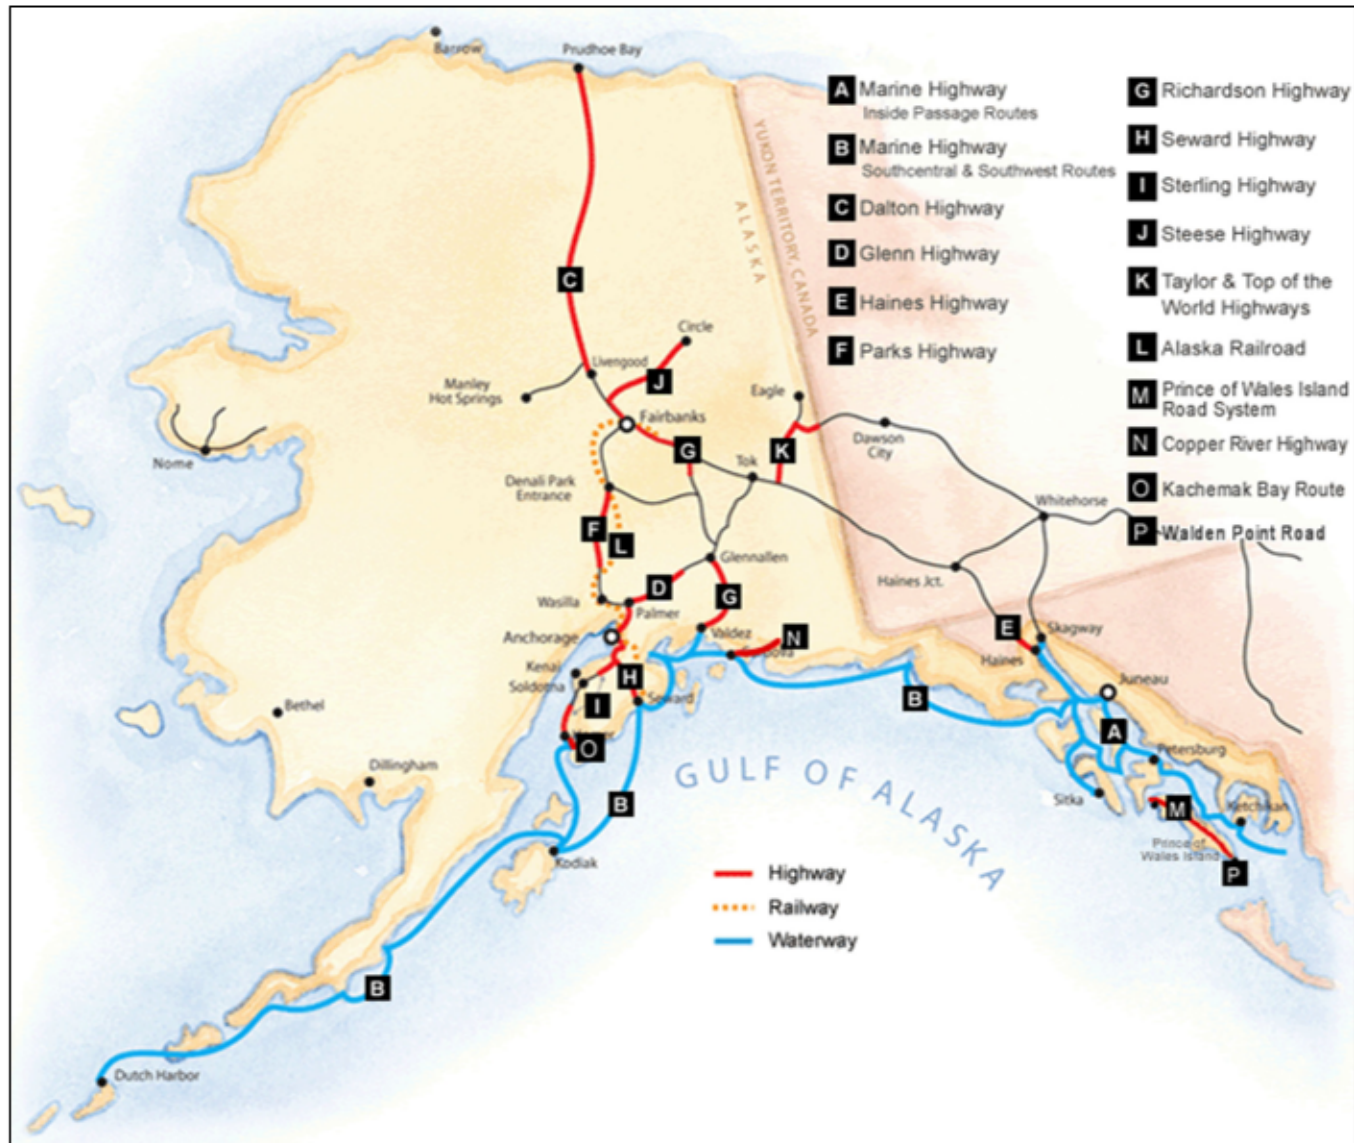 Barrow
Prudhoe Bay
A Marine Highway
Inside Passage Routes
B Marine Highway
Southcentral & Southwest Routes
C Dalton Highway
D Glenn Highway
E Haines Highway
F Parks Highway
G Richardson Highway
H Seward Highway
I Sterling Highway
J Steese Highway
K Taylor & Top of the
World Highways
L Alaska Railroad
M Prince of Wales Island
Road System
N Copper River Highway
O Kachemak Bay Route
P Walden Point Road
YUKON TERRITORY, CANADA
ALASKA
C
Circle
Livengood
J
Manley
Hot Springs
Eagle
Fairbanks
Dawson
City
Nome
G
K
Tok
Denali Park
Entrance
Whitehorse
F
L
Glennallen
Haines Jct.
D
G
Wasilla
Palmer
Anchorage
Valdez
N
E
Skagway
Haines
Kenai
Soldotna
H
Seward
Juneau
I
B
Bethel
A
O
Petersburg
Dillingham
GULF OF ALASKA
B
Sitka
M
Ketchikan
Prince of
Wales Island
P
Kodiak
Highway
Railway
Waterway
B
Dutch Harbor